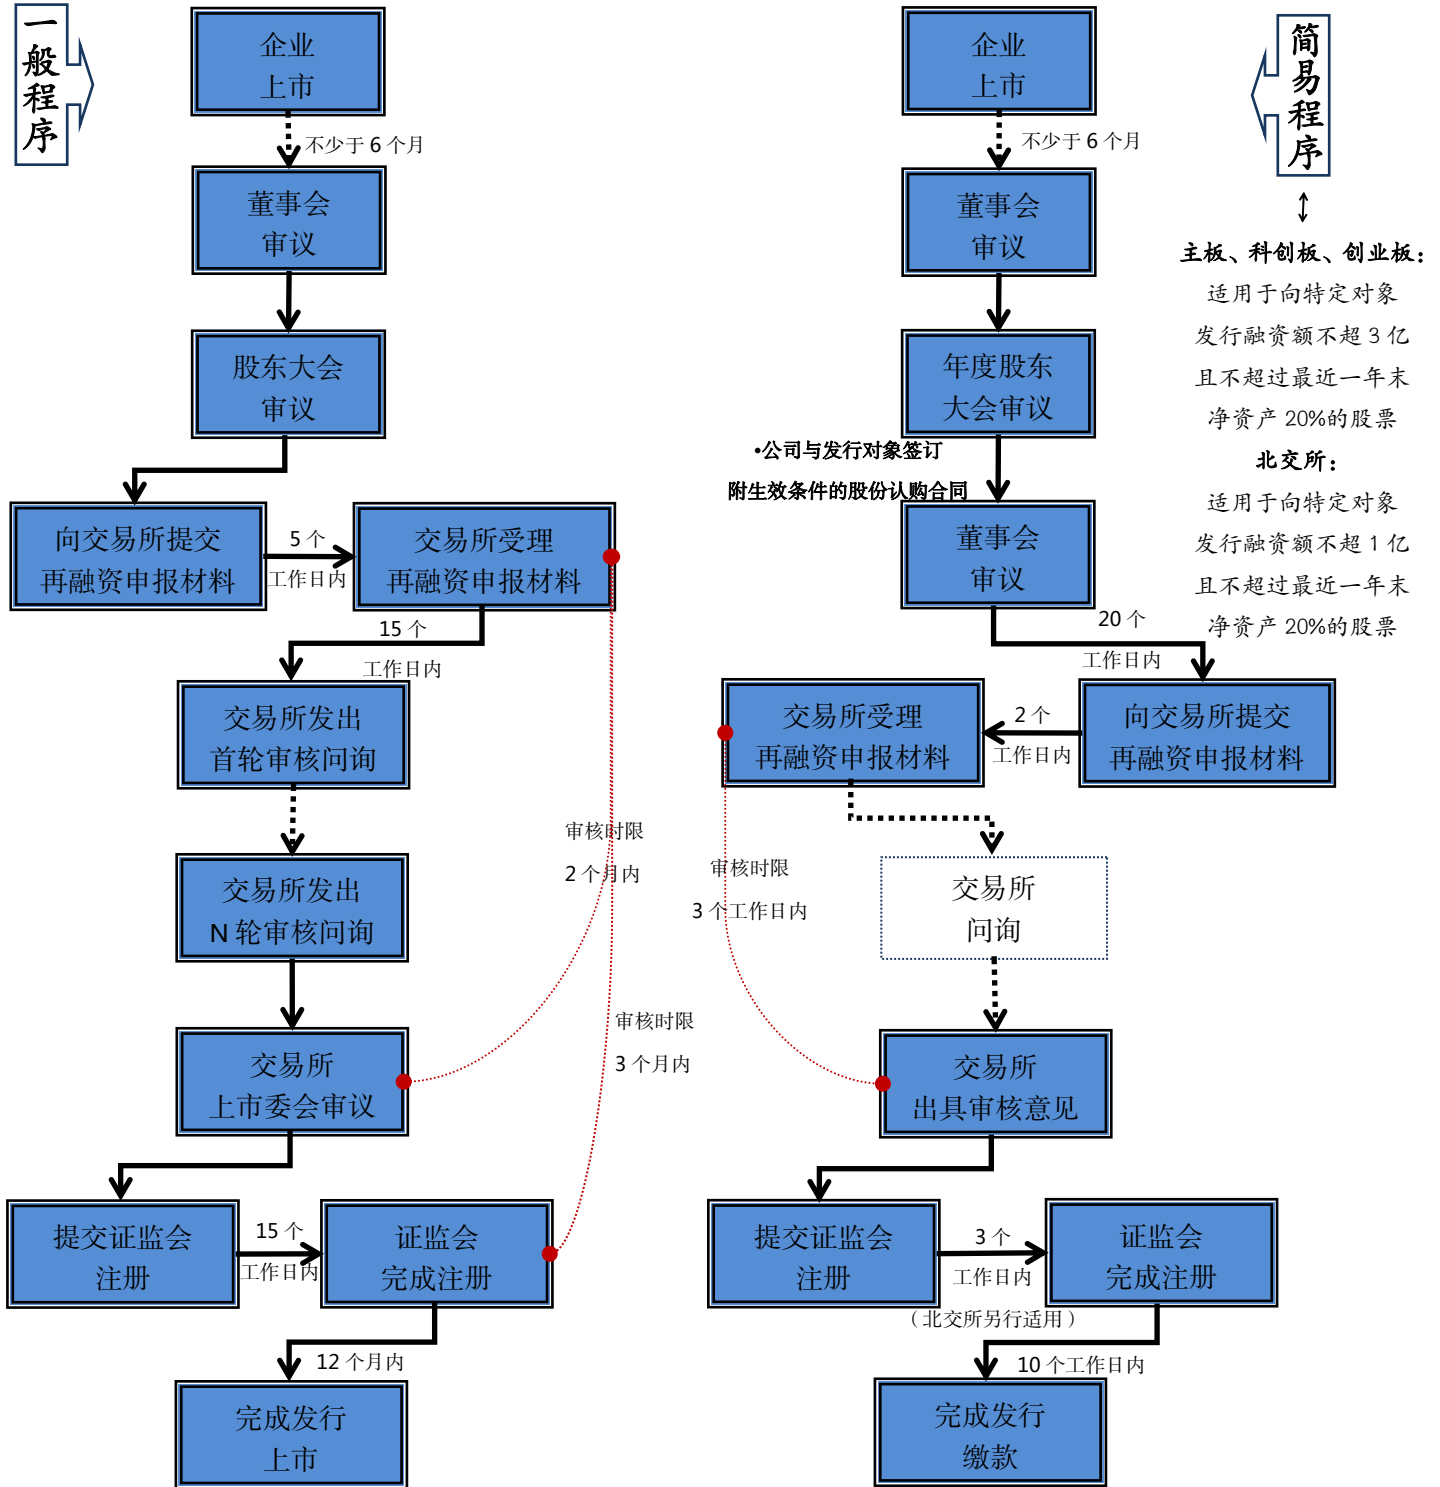 一般程序
企业
上市
不少于 6 个月
董事会
审议
股东大会
审议
向交易所提交
再融资申报材料
5 个
工作日内
交易所受理
再融资申报材料
15 个
工作日内
交易所发出
首轮审核问询
交易所发出
N 轮审核问询
审核时限
2 个月内
交易所
上市委会审议
审核时限
3 个月内
提交证监会
注册
15 个
工作日内
证监会
完成注册
12 个月内
完成发行
上市
简易程序
主板、科创板、创业板：
适用于向特定对象
发行融资额不超 3 亿
且不超过最近一年末
净资产 20%的股票
北交所：
适用于向特定对象
发行融资额不超 1 亿
且不超过最近一年末
净资产 20%的股票
企业
上市
不少于 6 个月
董事会
审议
年度股东
大会审议
•公司与发行对象签订
附生效条件的股份认购合同
董事会
审议
20 个
工作日内
向交易所提交
再融资申报材料
2 个
工作日内
交易所受理
再融资申报材料
审核时限
3 个工作日内
交易所
问询
交易所
出具审核意见
提交证监会
注册
3 个
工作日内
（北交所另行适用）
证监会
完成注册
10 个工作日内
完成发行
缴款